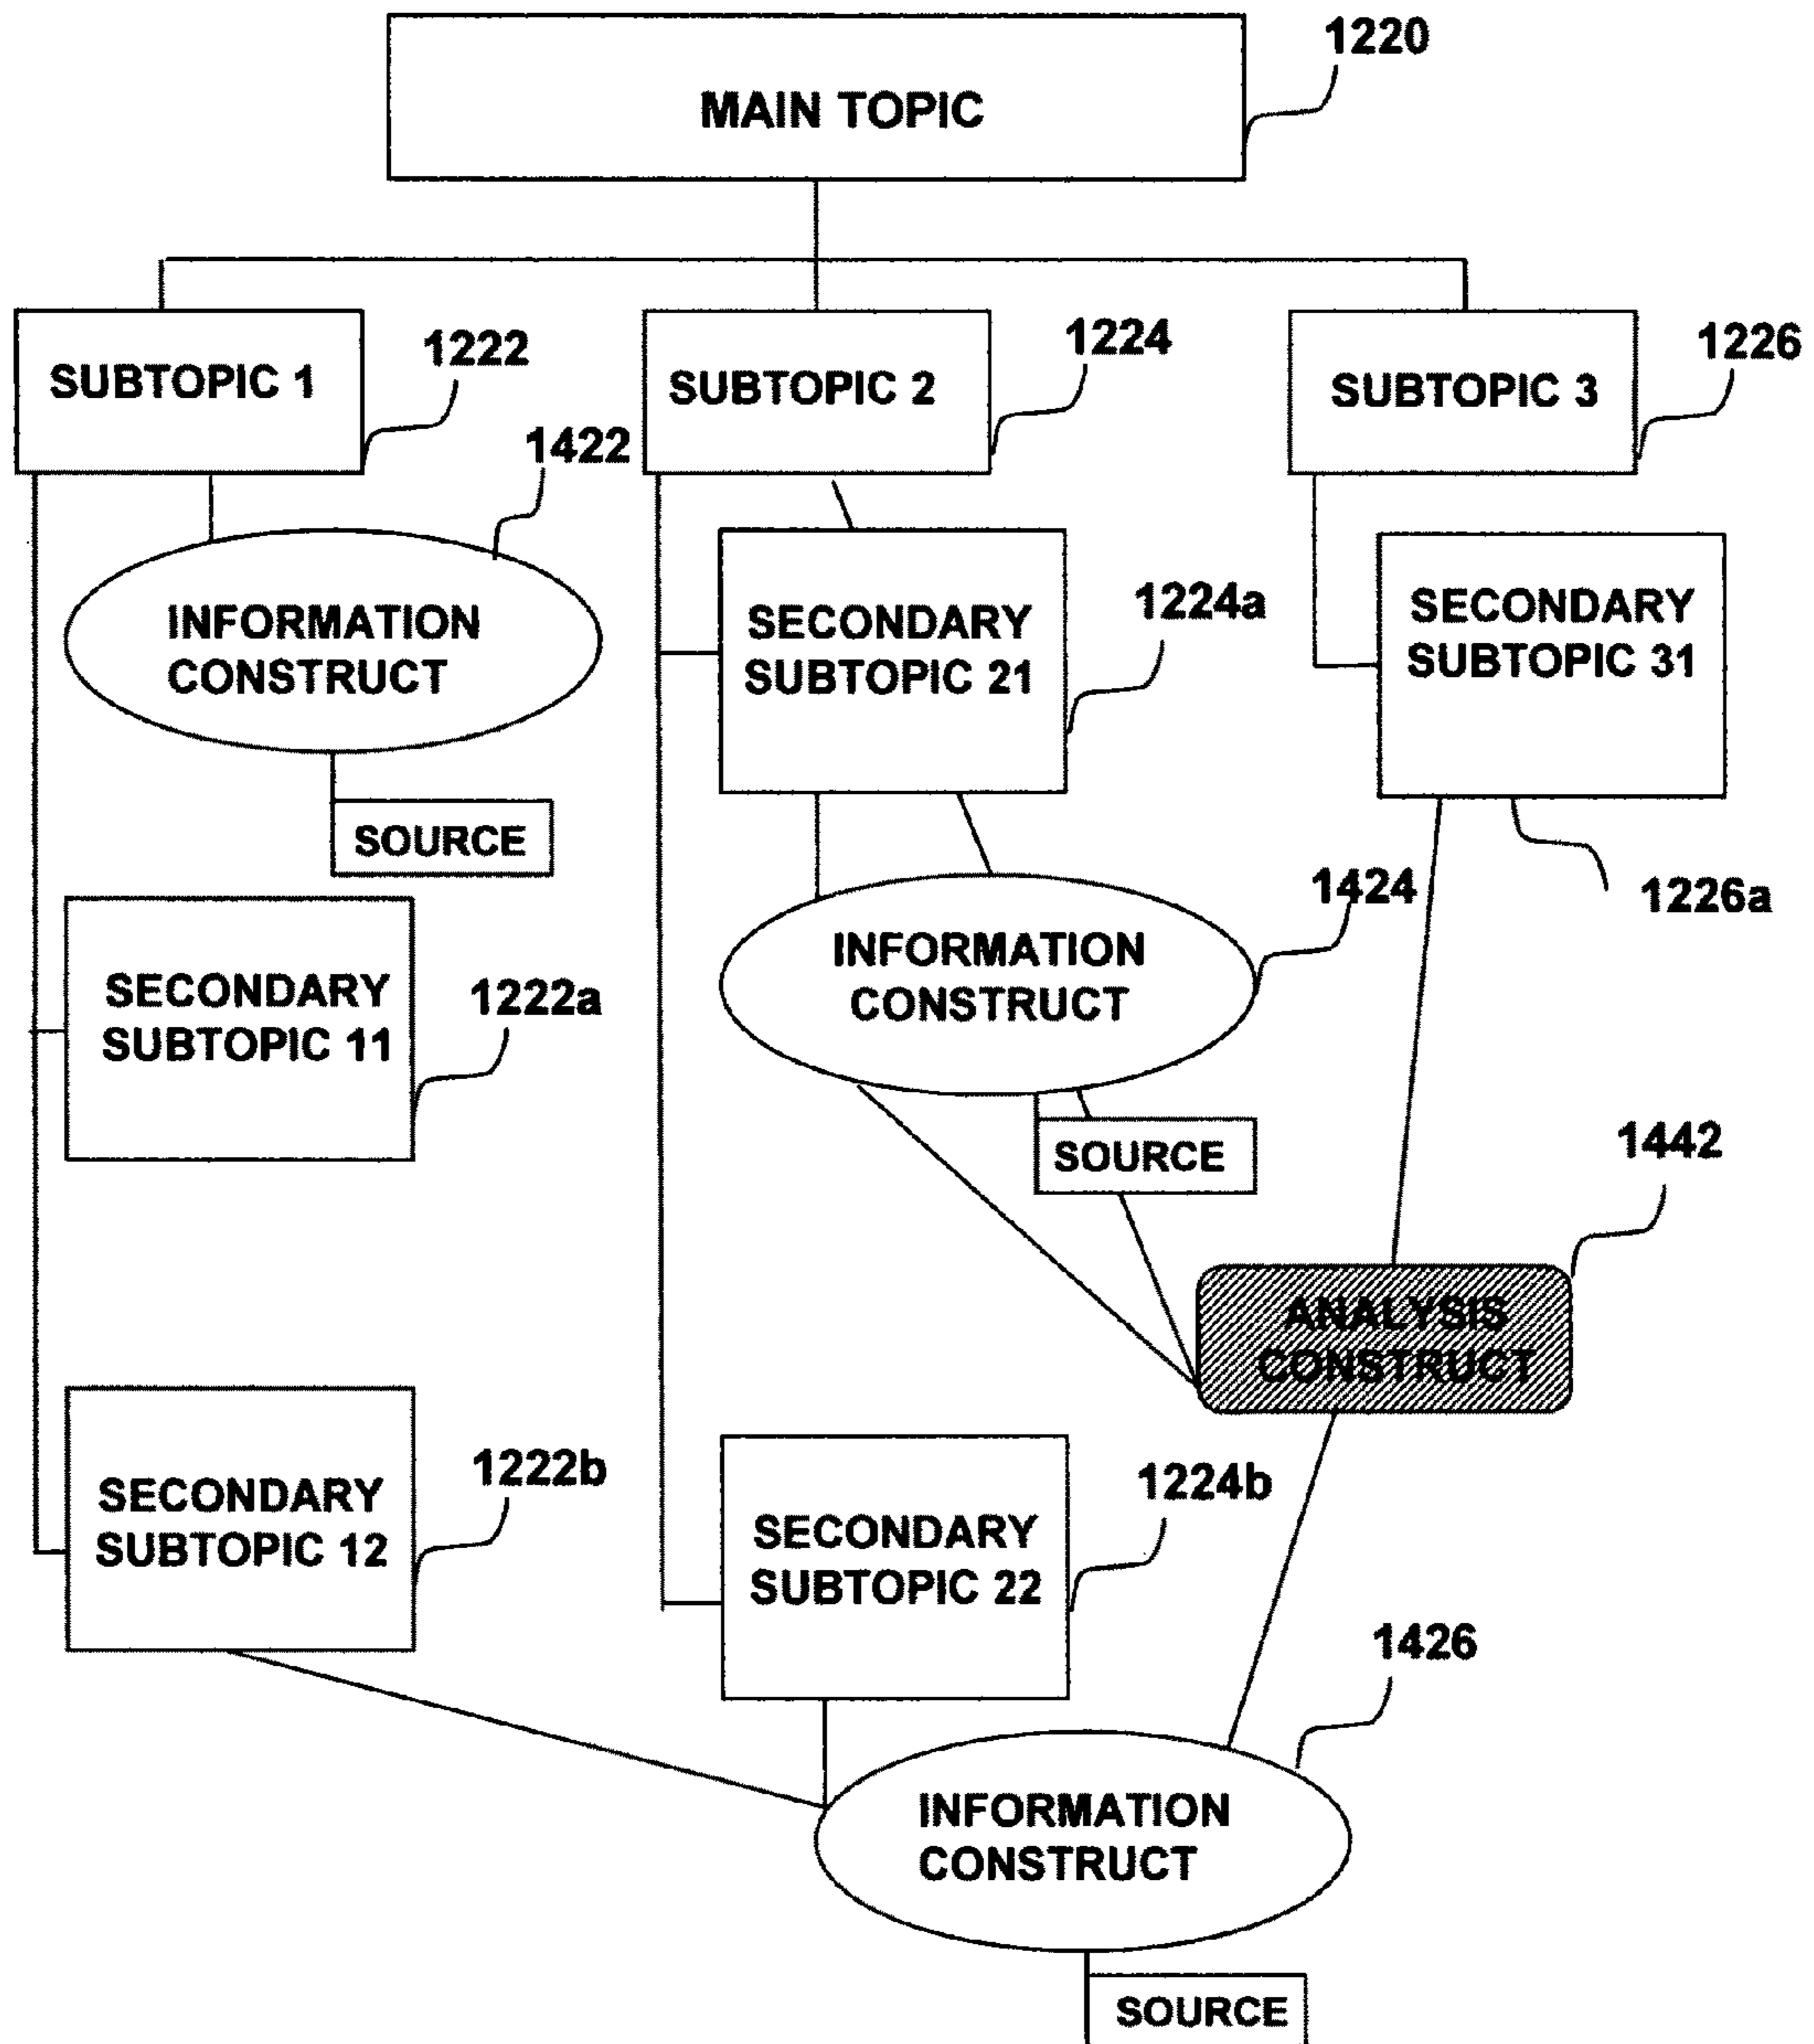 1220
MAIN TOPIC
1222
1224
1226
SUBTOPIC 1
SUBTOPIC 2
SUBTOPIC 3
1422
INFORMATION
CONSTRUCT
SOURCE
SECONDARY
SUBTOPIC 21
1224a
SECONDARY
SUBTOPIC 31
1226a
1424
INFORMATION
CONSTRUCT
SOURCE
SECONDARY
SUBTOPIC 11
1222a
1442
ANALYSIS
CONSTRUCT
SECONDARY
SUBTOPIC 12
1222b
SECONDARY
SUBTOPIC 22
1224b
1426
INFORMATION
CONSTRUCT
SOURCE